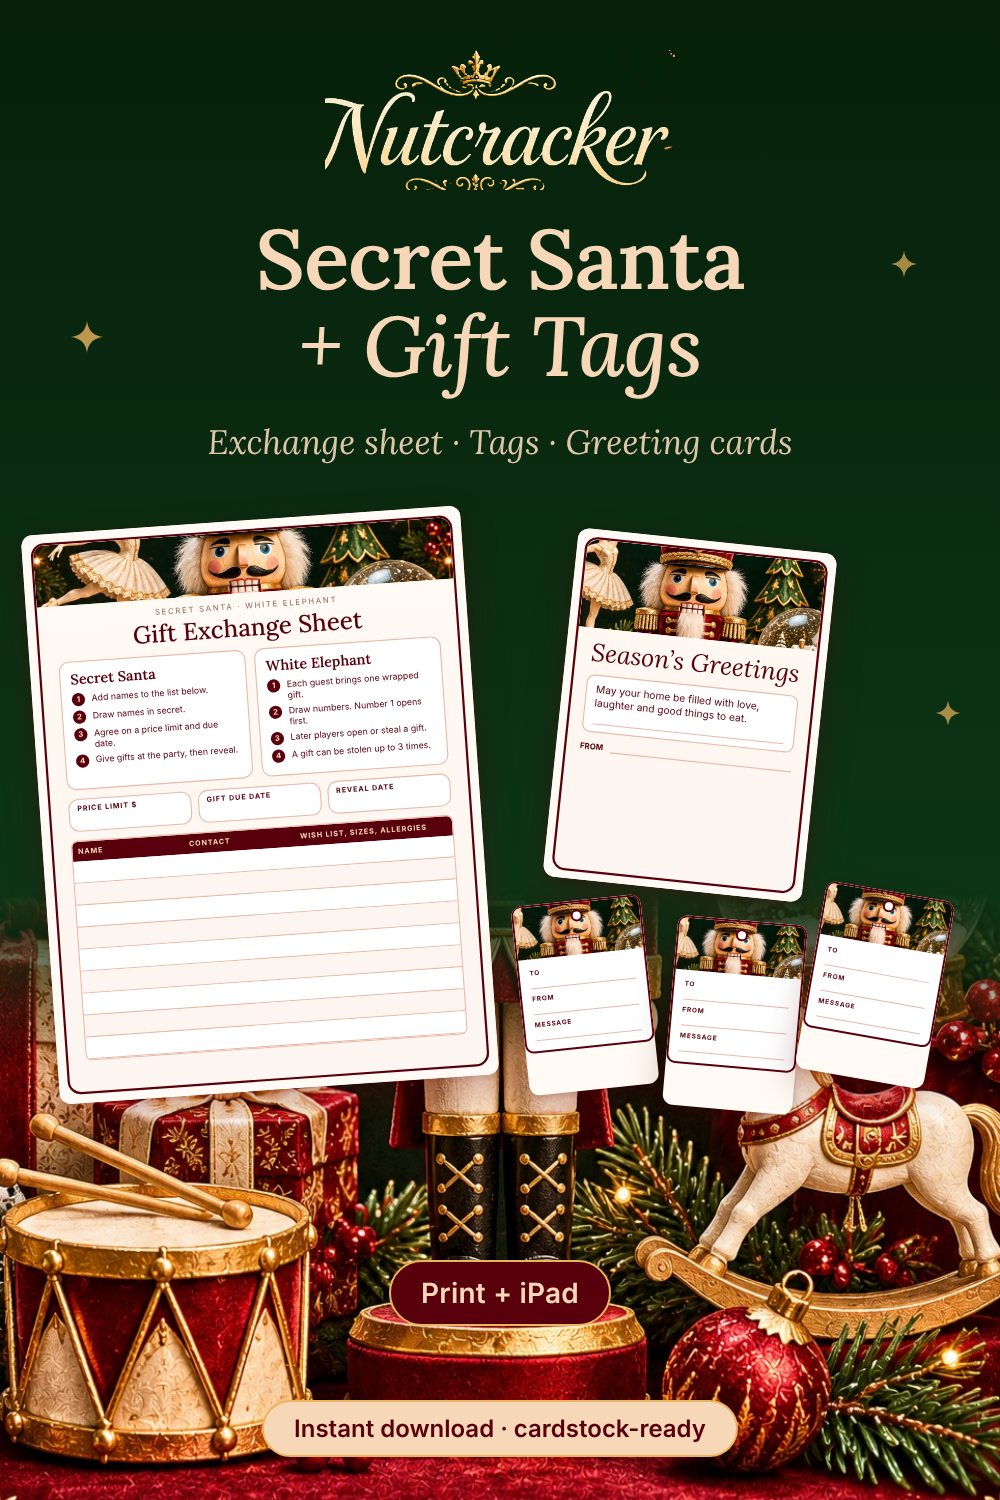 Nutcracker
Secret Santa
+ Gift Tags
Exchange sheet · Tags · Greeting cards
SECRET SANTA · WHITE ELEPHANT
Gift Exchange Sheet
Secret Santa
1 Add names to the list below.
2 Draw names in secret.
3 Agree on a price limit and due
date.
4 Give gifts at the party, then reveal.
White Elephant
1 Each guest brings one wrapped
gift.
2 Draw numbers. Number 1 opens
first.
3 Later players open or steal a gift.
4 A gift can be stolen up to 3 times.
PRICE LIMIT $
GIFT DUE DATE
REVEAL DATE
NAME CONTACT WISH LIST, SIZES, ALLERGIES
Season's Greetings
May your home be filled with love,
laughter and good things to eat.
FROM
TO
FROM
MESSAGE
TO
FROM
MESSAGE
TO
FROM
MESSAGE
Print + iPad
Instant download · cardstock-ready